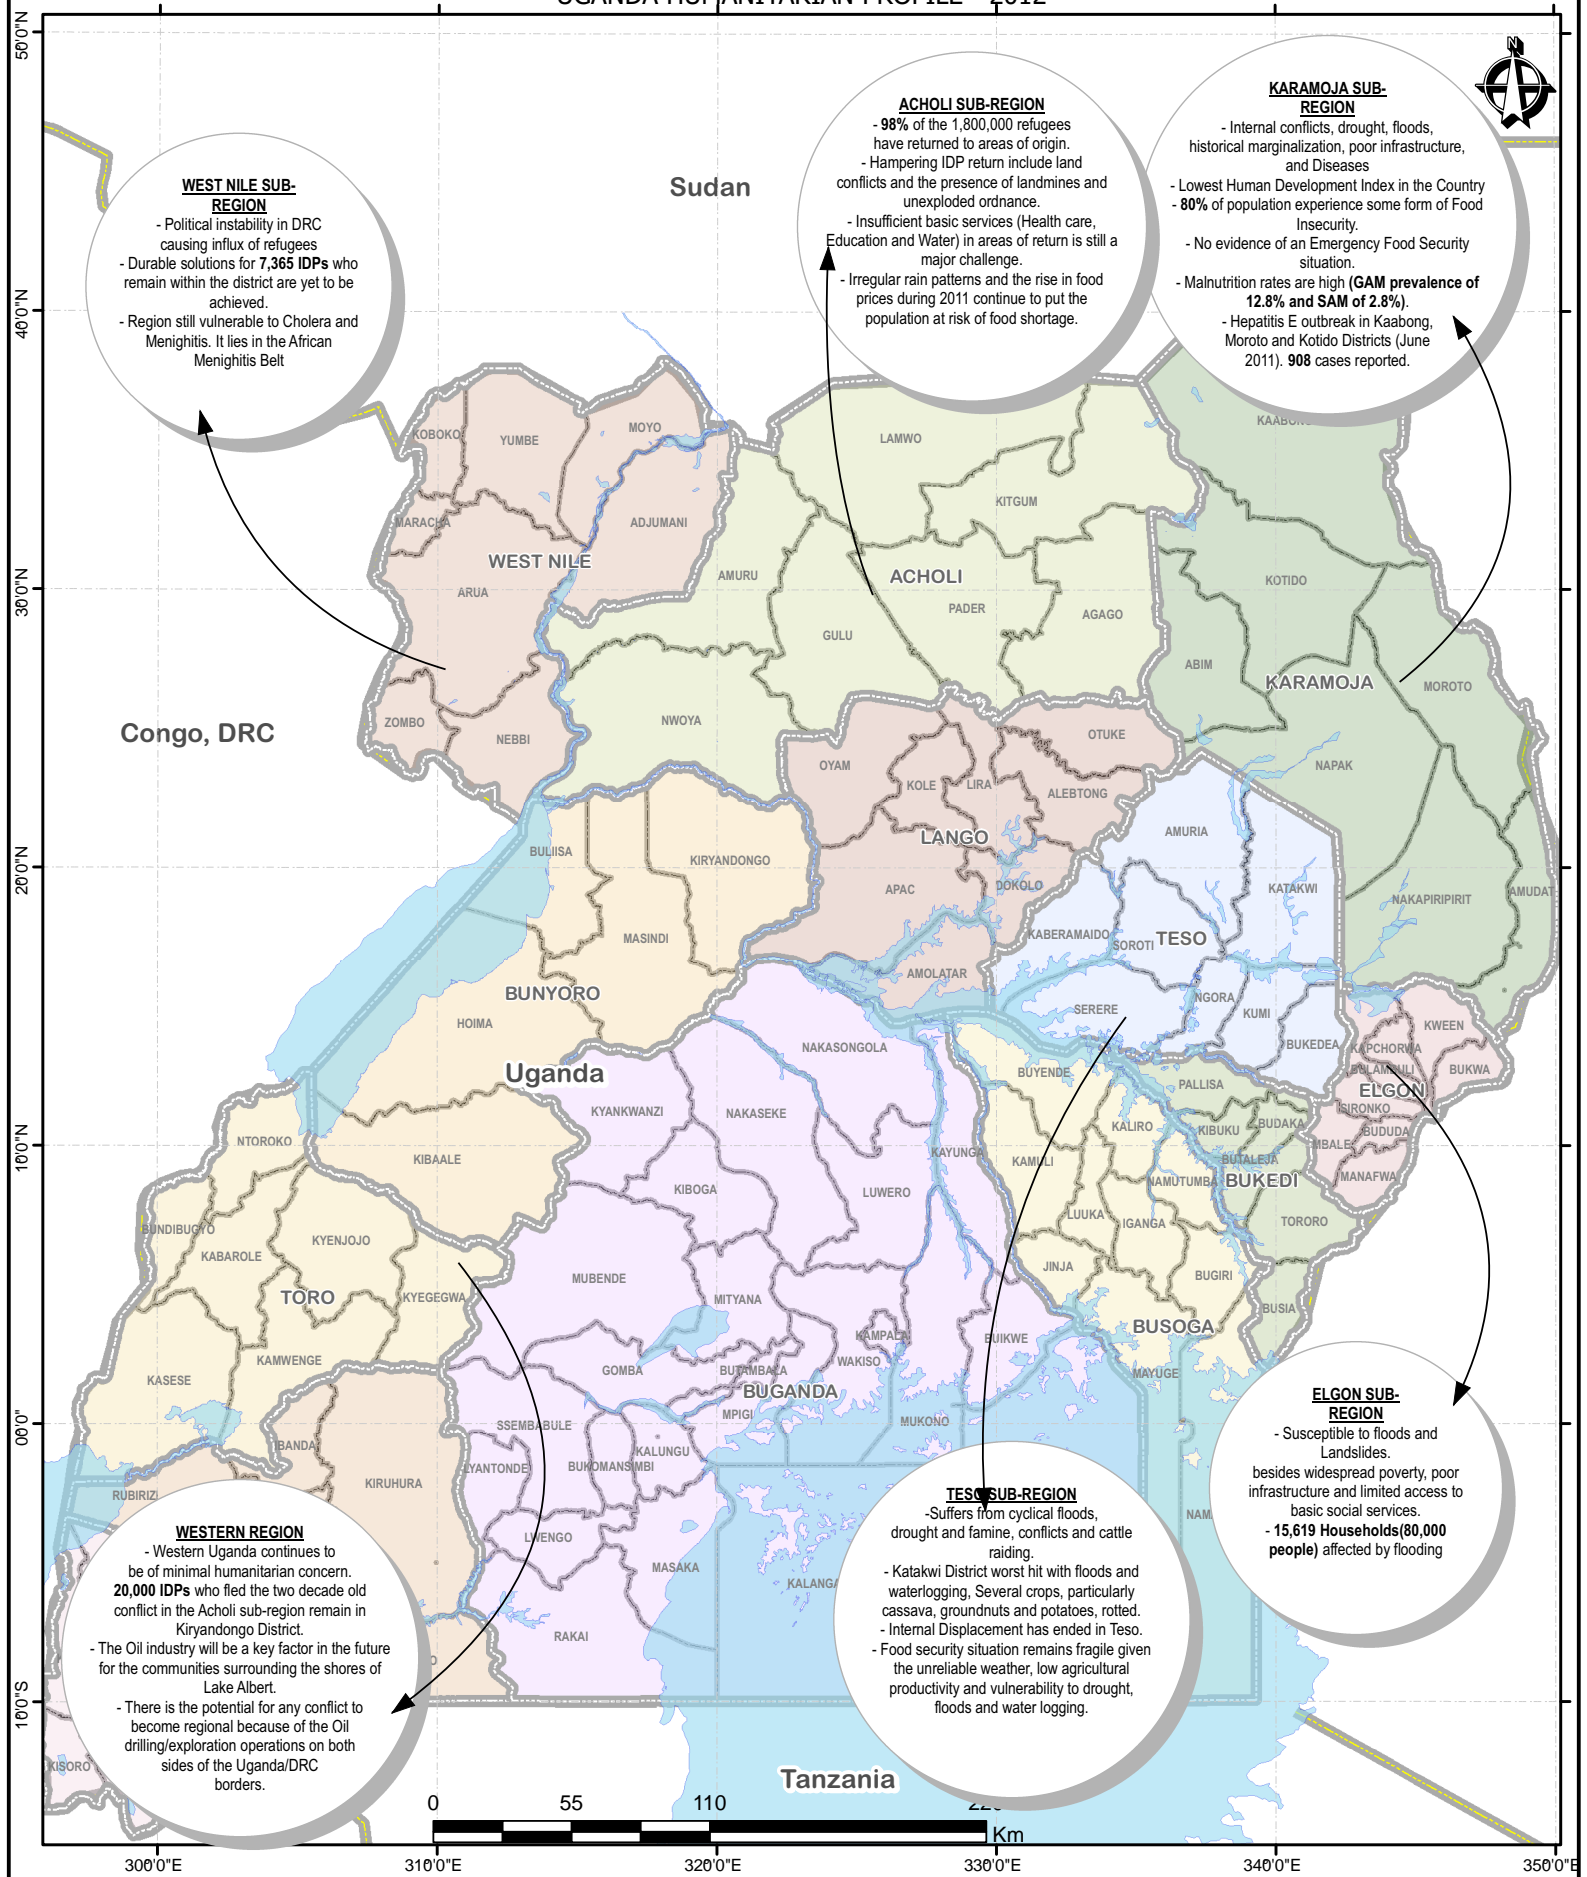 UGANDA HUMANITARIAN PROFILE - 2012
N
50'0"N
40'0"N
30'0"N
20'0"N
10'0"N
00'0"
10'0"S
300'0"E
310'0"E
320'0"E
330'0"E
340'0"E
350'0"E
WEST NILE SUB-
REGION
- Political instability in DRC
causing influx of refugees
- Durable solutions for 7,365 IDPs who
remain within the district are yet to be
achieved.
- Region still vulnerable to Cholera and
Menighitis. It lies in the African
Menighitis Belt
ACHOLI SUB-REGION
- 98% of the 1,800,000 refugees
have returned to areas of origin.
- Hampering IDP return include land
conflicts and the presence of landmines and
unexploded ordnance.
- Insufficient basic services (Health care,
Education and Water) in areas of return is still a
major challenge.
- Irregular rain patterns and the rise in food
prices during 2011 continue to put the
population at risk of food shortage.
KARAMOJA SUB-
REGION
- Internal conflicts, drought, floods,
historical marginalization, poor infrastructure,
and Diseases
- Lowest Human Development Index in the Country
- 80% of population experience some form of Food
Insecurity.
- No evidence of an Emergency Food Security
situation.
- Malnutrition rates are high (GAM prevalence of
12.8% and SAM of 2.8%).
- Hepatitis E outbreak in Kaabong,
Moroto and Kotido Districts (June
2011). 908 cases reported.
Sudan
Congo, DRC
Uganda
Tanzania
KOBOKO
YUMBE
MOYO
MARACHA
ADJUMANI
WEST NILE
ARUA
ZOMBO
NEBBI
LAMWO
KITGUM
AMURU
ACHOLI
PADER
AGAGO
GULU
NWOYA
KOTIDO
ABIM
KARAMOJA
MOROTO
NAPAK
NAKAPIRIPIRIT
AMUDAT
OYAM
OTUKE
KOLE
LIRA
ALEBTONG
LANGO
APAC
DOKOLO
AMOLATAR
AMURIA
KATAKWI
KABERAMAIDO
SOROTI
TESO
SERERE
NGORA
KUMI
BUKEDEA
BULIISA
KIRYANDONGO
MASINDI
BUNYORO
HOIMA
KIBAALE
KWEEN
KAPCHORWA
BULAMBULI
BUKWA
ELGON
SIRONKO
MBALE
BUDUDA
MANAFWA
NAKASONGOLA
KYANKWANZI
NAKASEKE
KAYUNGA
KIBOGA
LUWERO
MUBENDE
MITYANA
KAMPALA
WAKISO
BUIKWE
GOMBA
BUTAMBALA
BUGANDA
MPIGI
MUKONO
SSEMBABULE
KALUNGU
LYANTONDE
BUKOMANSIMBI
LWENGO
MASAKA
RAKAI
BUYENDE
KALIRO
KAMULI
NAMUTUMBA
LUUKA
IGANGA
JINJA
BUGIRI
BUSOGA
MAYUGE
PALLISA
KIBUKU
BUDAKA
BUTALEJA
BUKEDI
TORORO
BUSIA
NTOROKO
BUNDIBUGYO
KABAROLE
KYENJOJO
TORO
KYEGEGWA
KAMWENGE
KASESE
IBANDA
KIRUHURA
RUBIRIZI
KISORO
ELGON SUB-
REGION
- Susceptible to floods and
Landslides.
besides widespread poverty, poor
infrastructure and limited access to
basic social services.
- 15,619 Households(80,000
people) affected by flooding
TESO SUB-REGION
-Suffers from cyclical floods,
drought and famine, conflicts and cattle
raiding.
- Katakwi District worst hit with floods and
waterlogging, Several crops, particularly
cassava, groundnuts and potatoes, rotted.
- Internal Displacement has ended in Teso.
- Food security situation remains fragile given
the unreliable weather, low agricultural
productivity and vulnerability to drought,
floods and water logging.
WESTERN REGION
- Western Uganda continues to
be of minimal humanitarian concern.
20,000 IDPs who fled the two decade old
conflict in the Acholi sub-region remain in
Kiryandongo District.
- The Oil industry will be a key factor in the future
for the communities surrounding the shores of
Lake Albert.
- There is the potential for any conflict to
become regional because of the Oil
drilling/exploration operations on both
sides of the Uganda/DRC
borders.
0 55 110
Km